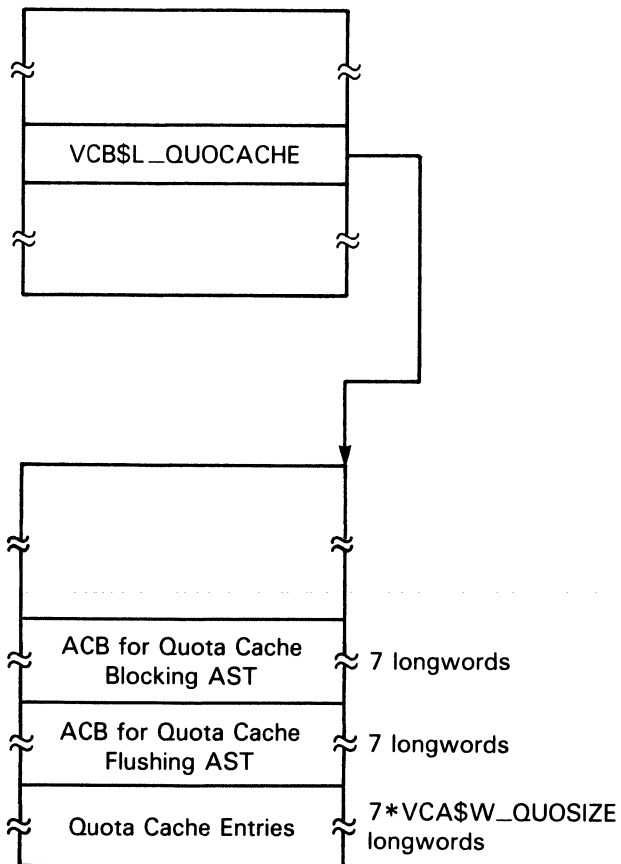 VCB$L_QUOCACHE
ACB for Quota Cache
Blocking AST
7 longwords
ACB for Quota Cache
Flushing AST
7 longwords
Quota Cache Entries
7*VCA$W_QUOSIZE
longwords